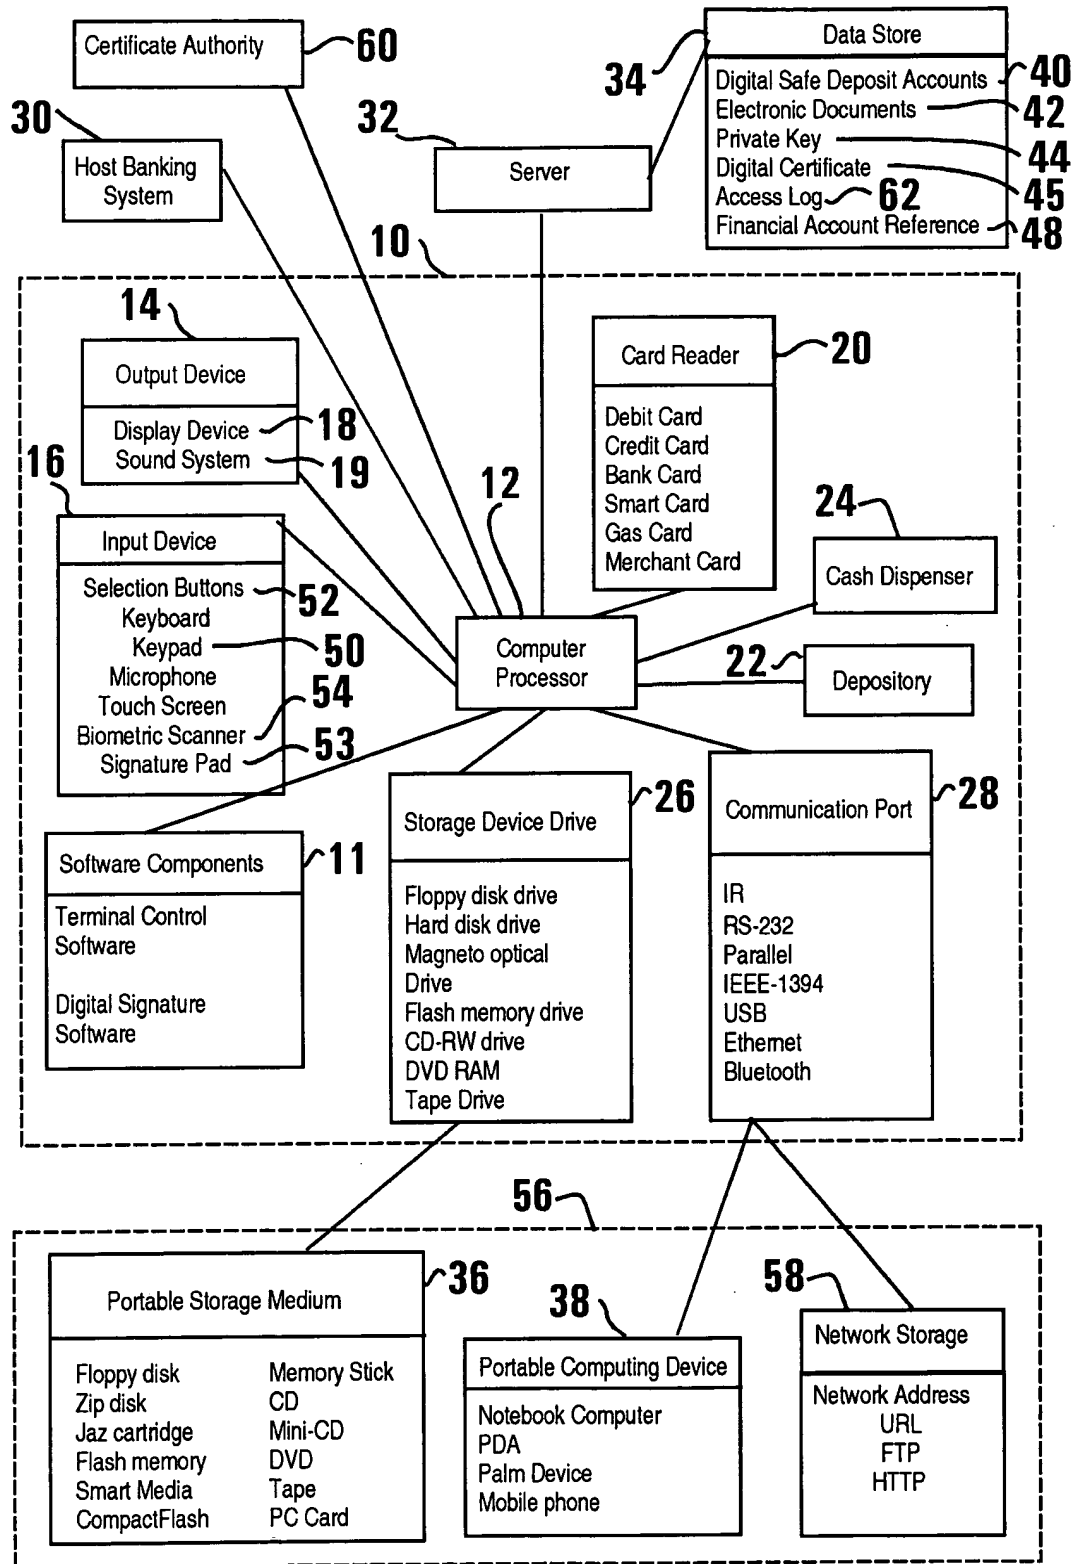 Certificate Authority
60
34
Data Store
Digital Safe Deposit Accounts
40
Electronic Documents
42
Private Key
44
Digital Certificate
45
Access Log
62
Financial Account Reference
48
30
Host Banking
System
32
Server
10
14
Output Device
Display Device
18
Sound System
19
Card Reader
20
Debit Card
Credit Card
Bank Card
Smart Card
Gas Card
Merchant Card
16
Input Device
Selection Buttons
52
Keyboard
Keypad
50
Microphone
Touch Screen
Biometric Scanner
54
Signature Pad
53
12
Computer
Processor
24
Cash Dispenser
22
Depository
Software Components
11
Terminal Control
Software
Digital Signature
Software
Storage Device Drive
26
Floppy disk drive
Hard disk drive
Magneto optical
Drive
Flash memory drive
CD-RW drive
DVD RAM
Tape Drive
Communication Port
28
IR
RS-232
Parallel
IEEE-1394
USB
Ethernet
Bluetooth
56
Portable Storage Medium
36
Floppy disk
Zip disk
Jaz cartridge
Flash memory
Smart Media
CompactFlash
Memory Stick
CD
Mini-CD
DVD
Tape
PC Card
38
Portable Computing Device
Notebook Computer
PDA
Palm Device
Mobile phone
58
Network Storage
Network Address
URL
FTP
HTTP